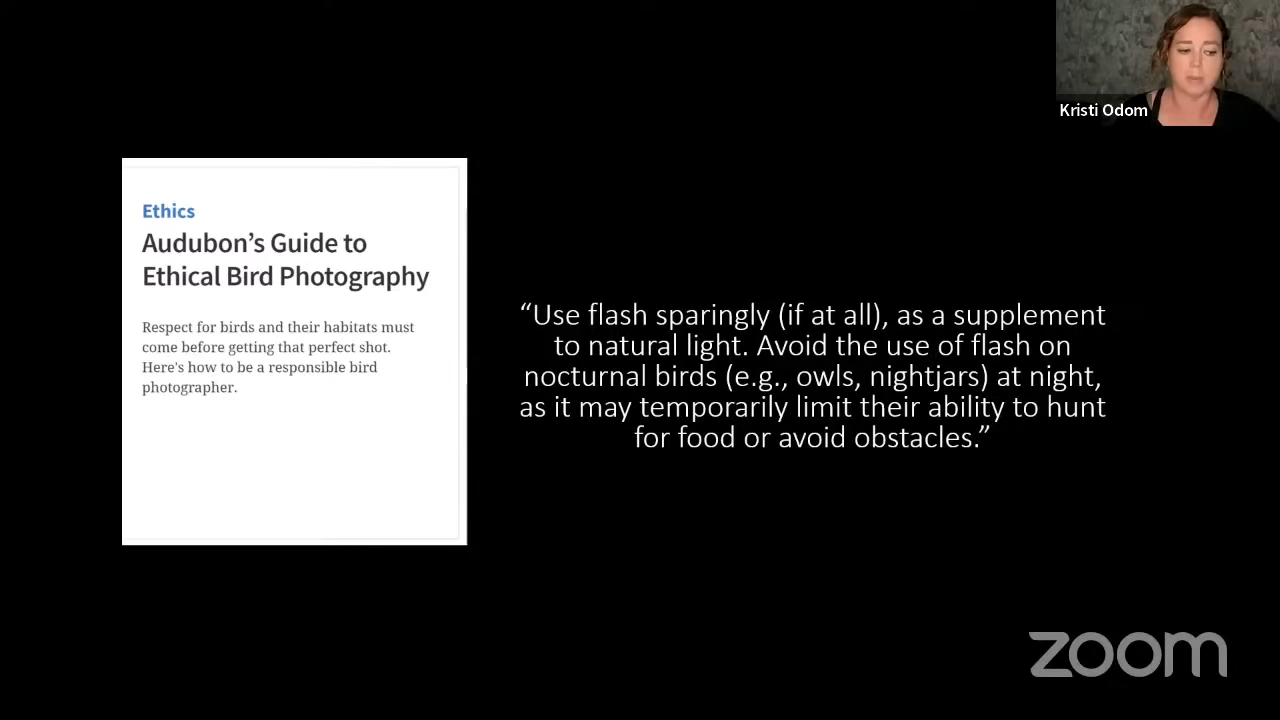 Kristi Odom
Ethics
Audubon’s Guide to
Ethical Bird Photography
Respect for birds and their habitats must
come before getting that perfect shot.
Here's how to be a responsible bird
photographer.
“Use flash sparingly (if at all), as a supplement
to natural light. Avoid the use of flash on
nocturnal birds (e.g., owls, nightjars) at night,
as it may temporarily limit their ability to hunt
for food or avoid obstacles.”
zoom